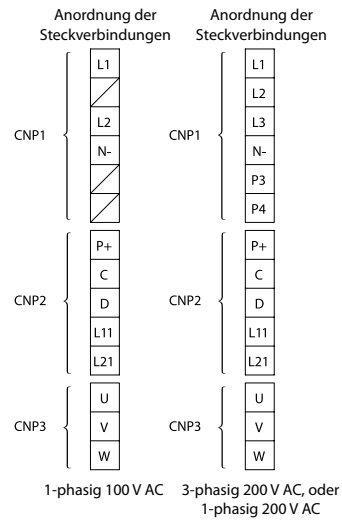 Anordnung der
Steckverbindungen
CNP1
L1
L2
N-
CNP2
P+
C
D
L11
L21
CNP3
U
V
W
1-phasig 100 V AC
Anordnung der
Steckverbindungen
CNP1
L1
L2
L3
N-
P3
P4
CNP2
P+
C
D
L11
L21
CNP3
U
V
W
3-phasig 200 V AC, oder
1-phasig 200 V AC